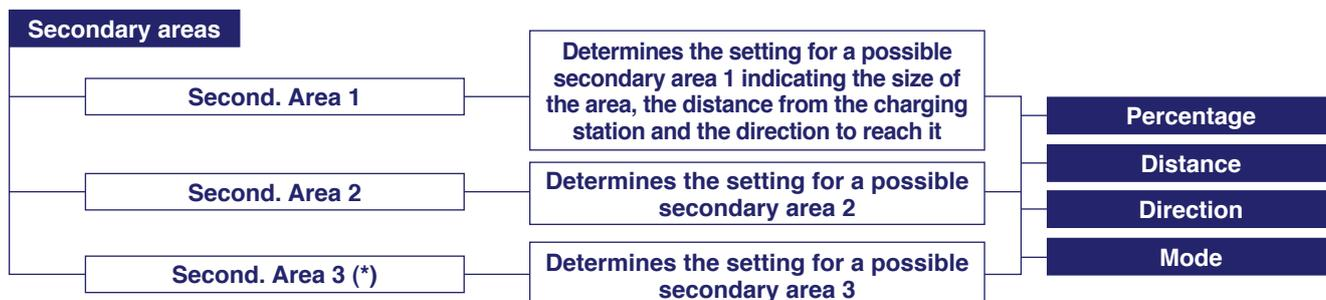 Secondary areas
Second. Area 1
Determines the setting for a possible
secondary area 1 indicating the size of
the area, the distance from the charging
station and the direction to reach it
Second. Area 2
Determines the setting for a possible
secondary area 2
Second. Area 3 (*)
Determines the setting for a possible
secondary area 3
Percentage
Distance
Direction
Mode